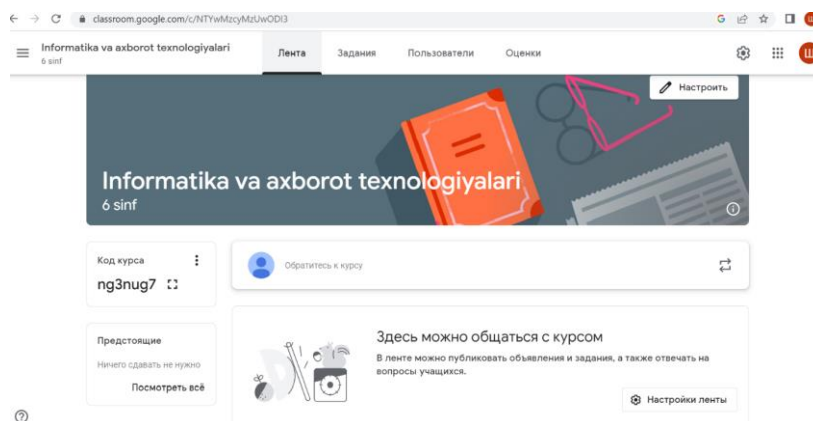 classroom.google.com/c/NTYwMzcyMzUwODI3
Informatika va axborot texnologiyalari
6 sinf
Лента Задания Пользователи Оценки
Ш
Настроить
Informatika va axborot texnologiyalari
6 sinf
Код курса
ng3nug7
Обратитесь к курсу
Предстоящие
Ничего сдавать не нужно
Посмотреть всё
Здесь можно общаться с курсом
В ленте можно публиковать объявления и задания, а также отвечать на
вопросы учащихся.
Настройки ленты